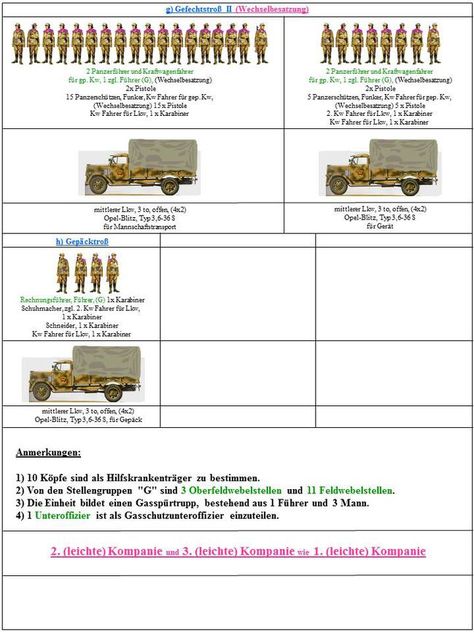 g) Gefechtstroß II (Wechselbesatzung)
2 Panzerführer und Kraftwagenfahrer
für gp. Kw, 1 zgl. Führer (G), (Wechselbesatzung)
2x Pistole
15 Panzerschützen, Funker, Kw Fahrer für gep. Kw,
(Wechselbesatzung) 15 x Pistole
Kw Fahrer für Lkw, 1 x Karabiner
2 Panzerführer und Kraftwagenfahrer
für gp. Kw, 1 zgl. Führer (G), (Wechselbesatzung)
2x Pistole
5 Panzerschützen, Funker, Kw Fahrer für gep. Kw,
(Wechselbesatzung) 5 x Pistole
2. Kw Fahrer für Lkw, 1 x Karabiner
Kw Fahrer für Lkw, 1 x Karabiner
mittlerer Lkw, 3 to, offen, (4x2)
Opel-Blitz, Typ 3,6-36 S
für Mannschaftstransport
mittlerer Lkw, 3 to, offen, (4x2)
Opel-Blitz, Typ 3,6-36 S
für Gerät
h) Gepäcktroß
Rechnungsführer, Führer, (G) 1x Karabiner
Schuhmacher, zgl. 2. Kw Fahrer für Lkw,
1 x Karabiner
Schneider, 1 x Karabiner
Kw Fahrer für Lkw, 1 x Karabiner
mittlerer Lkw, 3 to, offen, (4x2)
Opel-Blitz, Typ 3,6-36 S, für Gepäck
Anmerkungen:
1) 10 Köpfe sind als Hilfskrankenträger zu bestimmen.
2) Von den Stellengruppen "G" sind 3 Oberfeldwebelstellen und 11 Feldwebelstellen.
3) Die Einheit bildet einen Gasspürtrupp, bestehend aus 1 Führer und 3 Mann.
4) 1 Unteroffizier ist als Gasschutzunteroffizier einzuteilen.
2. (leichte) Kompanie und 3. (leichte) Kompanie wie 1. (leichte) Kompanie